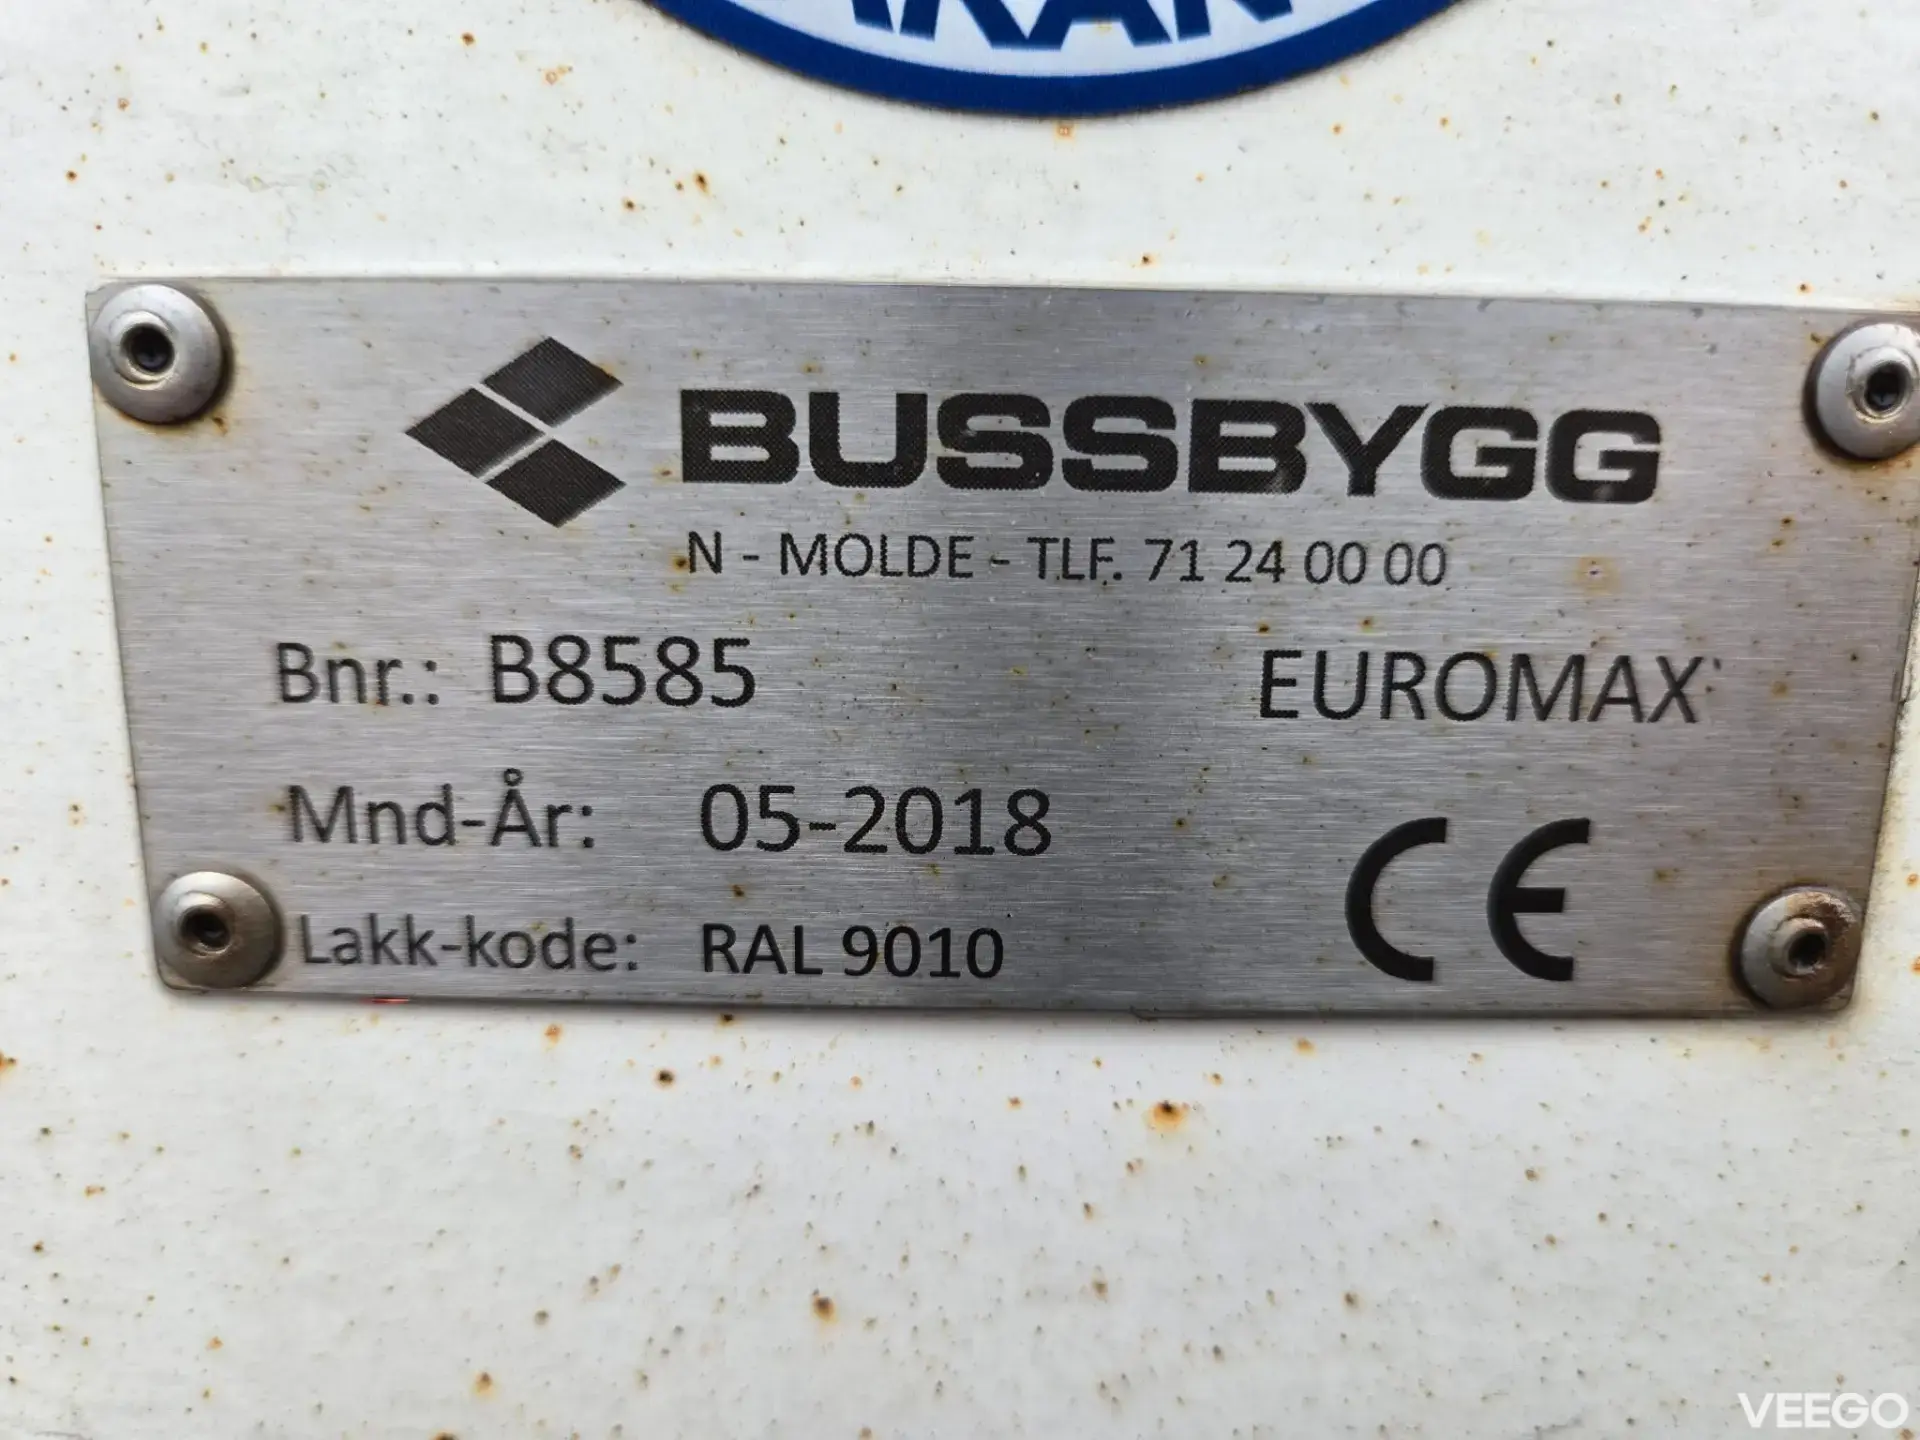 BUSSBYGG
N - MOLDE - TLF. 71 24 00 00
Bnr.: B8585 EUROMAX
Mnd-År: 05-2018
CE
Lakk-kode: RAL 9010
VEEGO